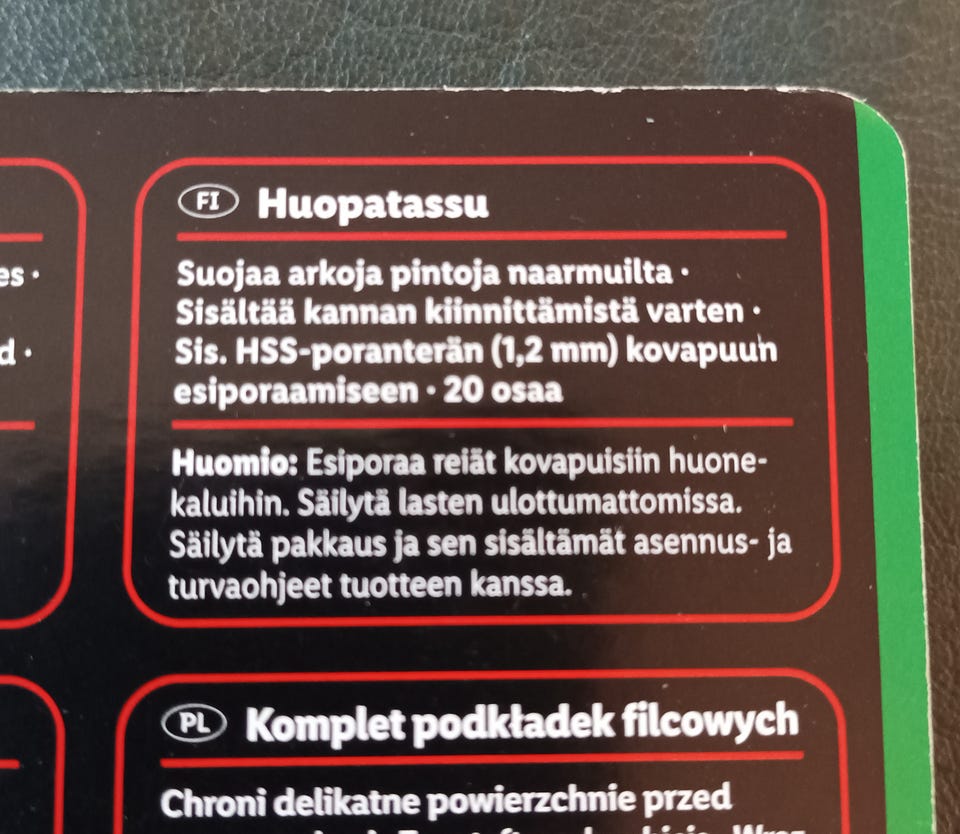 FI Huopatassu
es ·
Suojaa arkoja pintoja naarmuilta ·
Sisältää kannan kiinnittämistä varten ·
d ·
Sis. HSS-poranterän (1,2 mm) kovapuun
esiporaamiseen · 20 osaa
Huomio: Esiporaa reiät kovapuisiin huone-
kaluihin. Säilytä lasten ulottumattomissa.
Säilytä pakkaus ja sen sisältämät asennus- ja
turvaohjeet tuotteen kanssa.
PL Komplet podkładek filcowych
Chroni delikatne powierzchnie przed